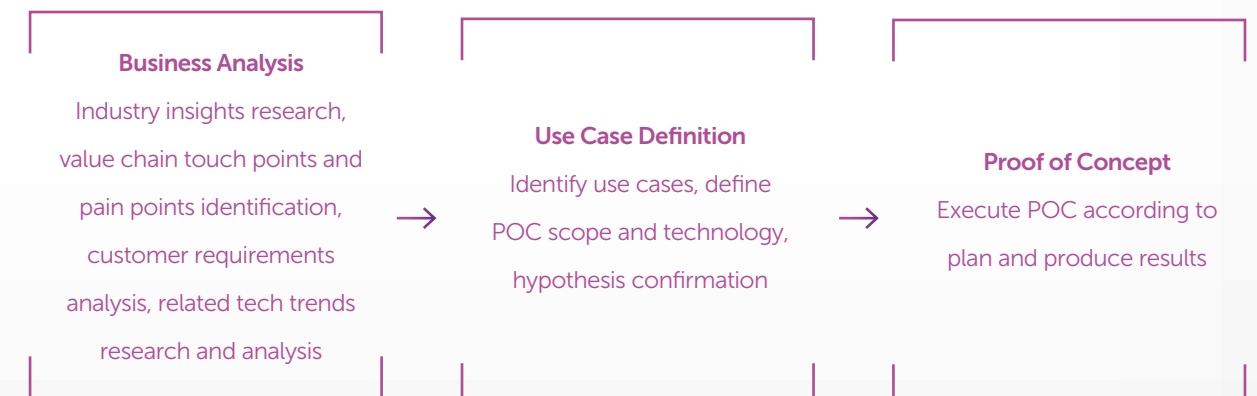 Business Analysis
Industry insights research,
value chain touch points and
pain points identification,
customer requirements
analysis, related tech trends
research and analysis
Use Case Definition
Identify use cases, define
POC scope and technology,
hypothesis confirmation
Proof of Concept
Execute POC according to
plan and produce results